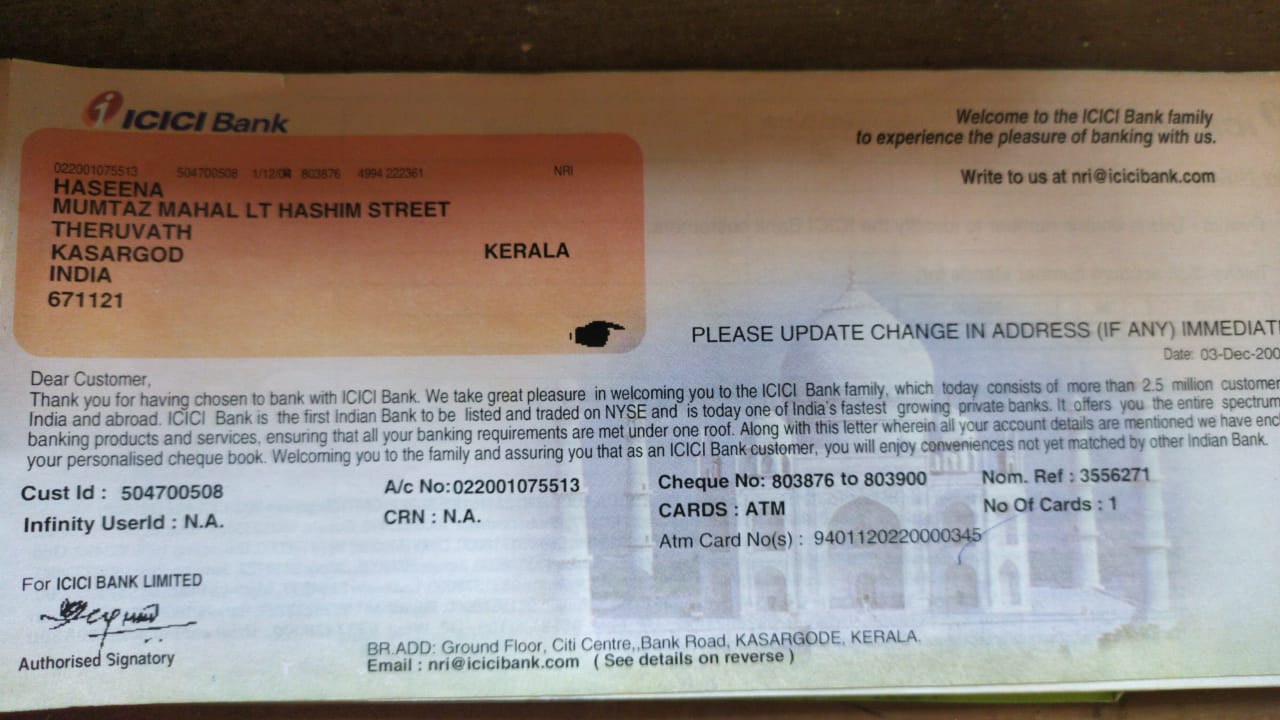 ICICI Bank
Welcome to the ICICI Bank family
to experience the pleasure of banking with us.
Write to us at nri@icicibank.com
022001075513 504700508 803876 4994 222361 NRI
HASEENA
MUMTAZ MAHAL LT HASHIM STREET
THERUVATH
KASARGOD KERALA
INDIA
671121
PLEASE UPDATE CHANGE IN ADDRESS (IF ANY) IMMEDIAT
Date: 03-Dec-200
Dear Customer,
Thank you for having chosen to bank with ICICI Bank. We take great pleasure in welcoming you to the ICICI Bank family, which today consists of more than 2.5 million customer
India and abroad. ICICI Bank is the first Indian Bank to be listed and traded on NYSE and is today one of India's fastest growing private banks. It offers you the entire spectrum
banking products and services, ensuring that all your banking requirements are met under one roof. Along with this letter wherein all your account details are mentioned we have enc
your personalised cheque book. Welcoming you to the family and assuring you that as an ICICI Bank customer, you will enjoy conveniences not yet matched by other Indian Bank.
Cust Id : 504700508 A/c No:022001075513 Cheque No: 803876 to 803900 Nom. Ref : 3556271
Infinity UserId : N.A. CRN : N.A. CARDS : ATM No Of Cards : 1
Atm Card No(s) : 9401120220000345
For ICICI BANK LIMITED
Authorised Signatory
BR.ADD: Ground Floor, Citi Centre,,Bank Road, KASARGODE, KERALA.
Email : nri@icicibank.com ( See details on reverse )